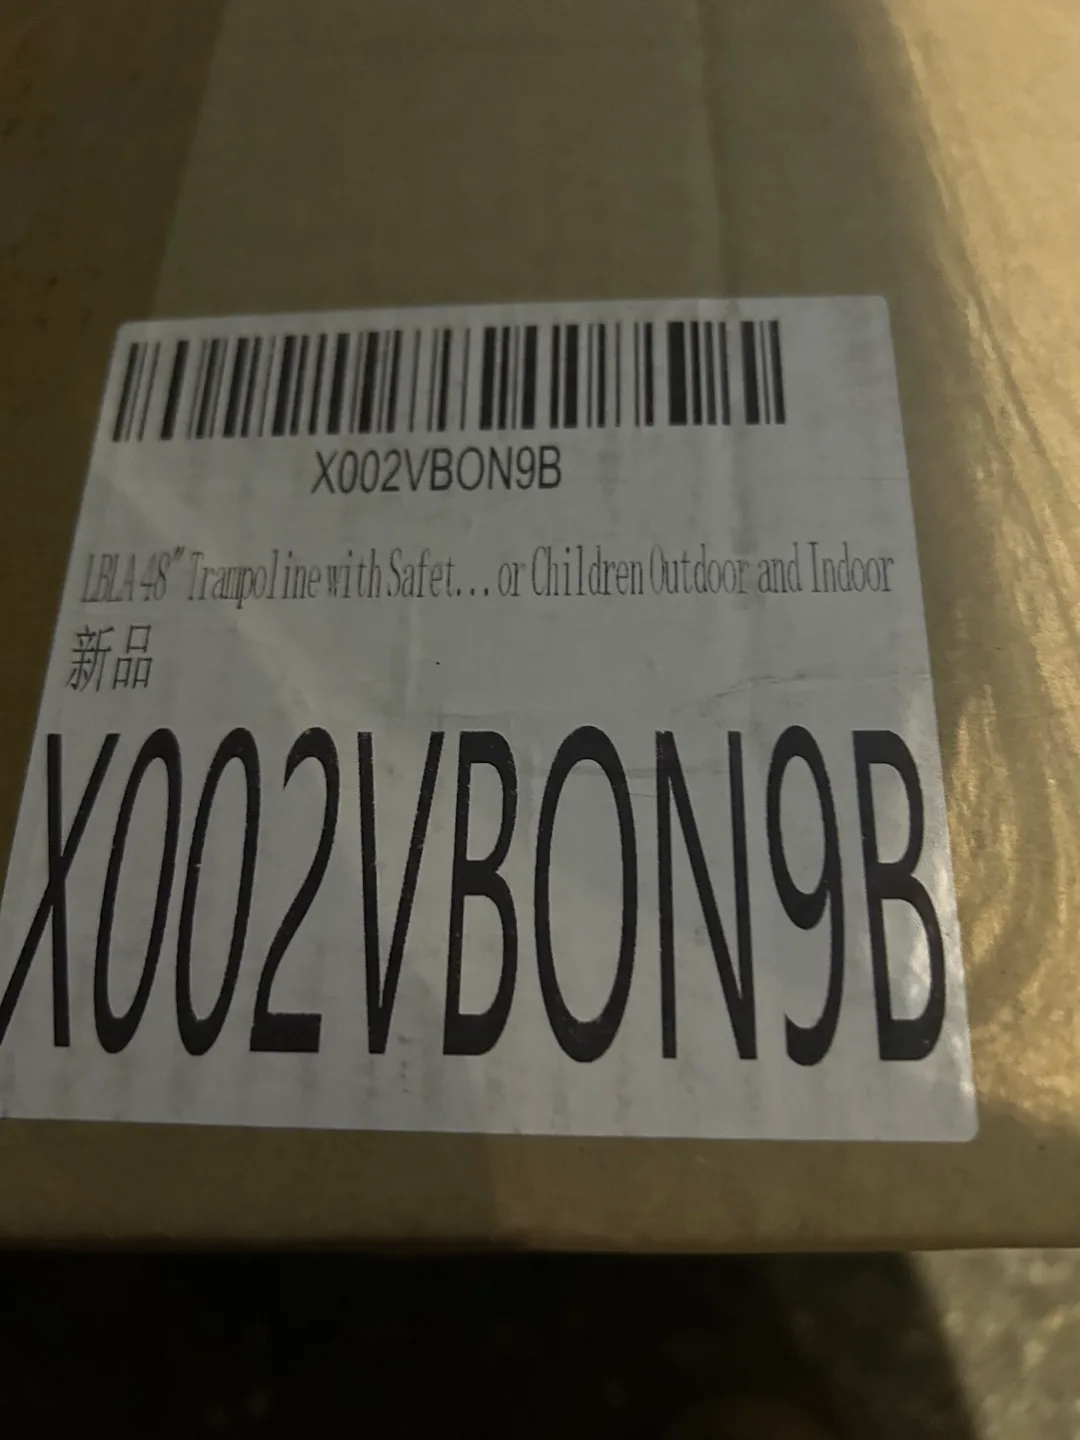 X002VBON9B
LBLA 48" Trampoline with Safet... or Children Outdoor and Indoor
新品
X002VBON9B